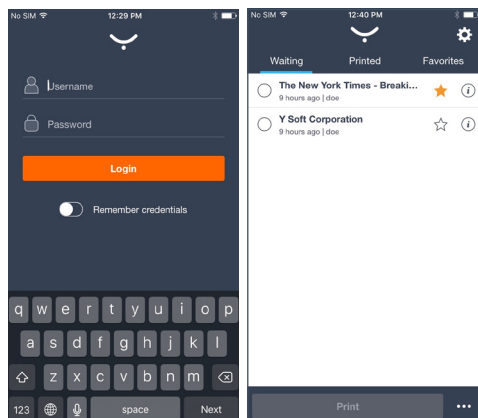 No SIM 12:29 PM
Username
Password
Login
Remember credentials
q w e r t y u i o p
a s d f g h j k l
z x c v b n m
123 space Next
No SIM 12:40 PM
Waiting Printed Favorites
The New York Times - Breaki...
9 hours ago | doe
Y Soft Corporation
9 hours ago | doe
Print